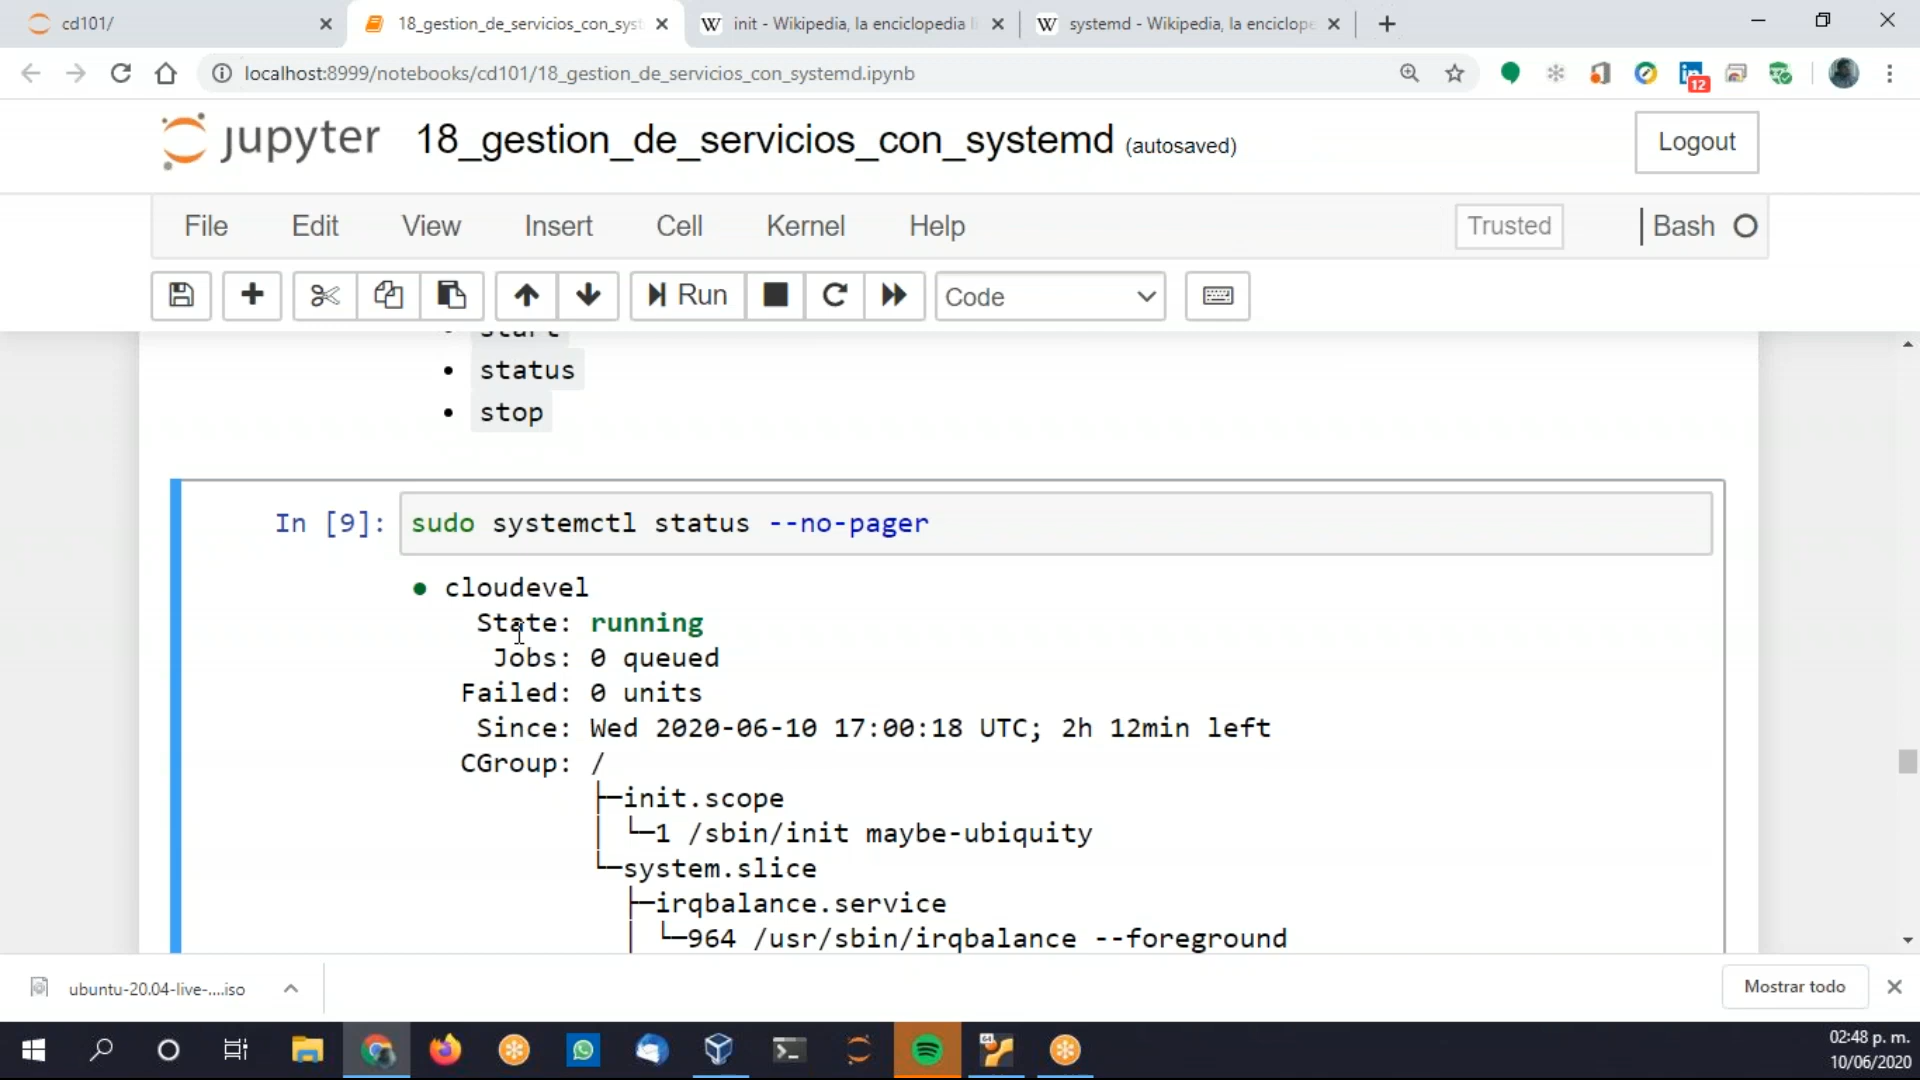 cd101/
18_gestion_de_servicios_con_syst
init - Wikipedia, la enciclopedia li
systemd - Wikipedia, la enciclope
localhost:8999/notebooks/cd101/18_gestion_de_servicios_con_systemd.ipynb
12
jupyter 18_gestion_de_servicios_con_systemd (autosaved)
Logout
File Edit View Insert Cell Kernel Help
Trusted
Bash
Run
Code
start
• status
• stop
In [9]: sudo systemctl status --no-pager
● cloudevel
State: running
Jobs: 0 queued
Failed: 0 units
Since: Wed 2020-06-10 17:00:18 UTC; 2h 12min left
CGroup: /
├─init.scope
│ └─1 /sbin/init maybe-ubiquity
└─system.slice
├─irqbalance.service
│ └─964 /usr/sbin/irqbalance --foreground
ubuntu-20.04-live-....iso
Mostrar todo
02:48 p. m.
10/06/2020